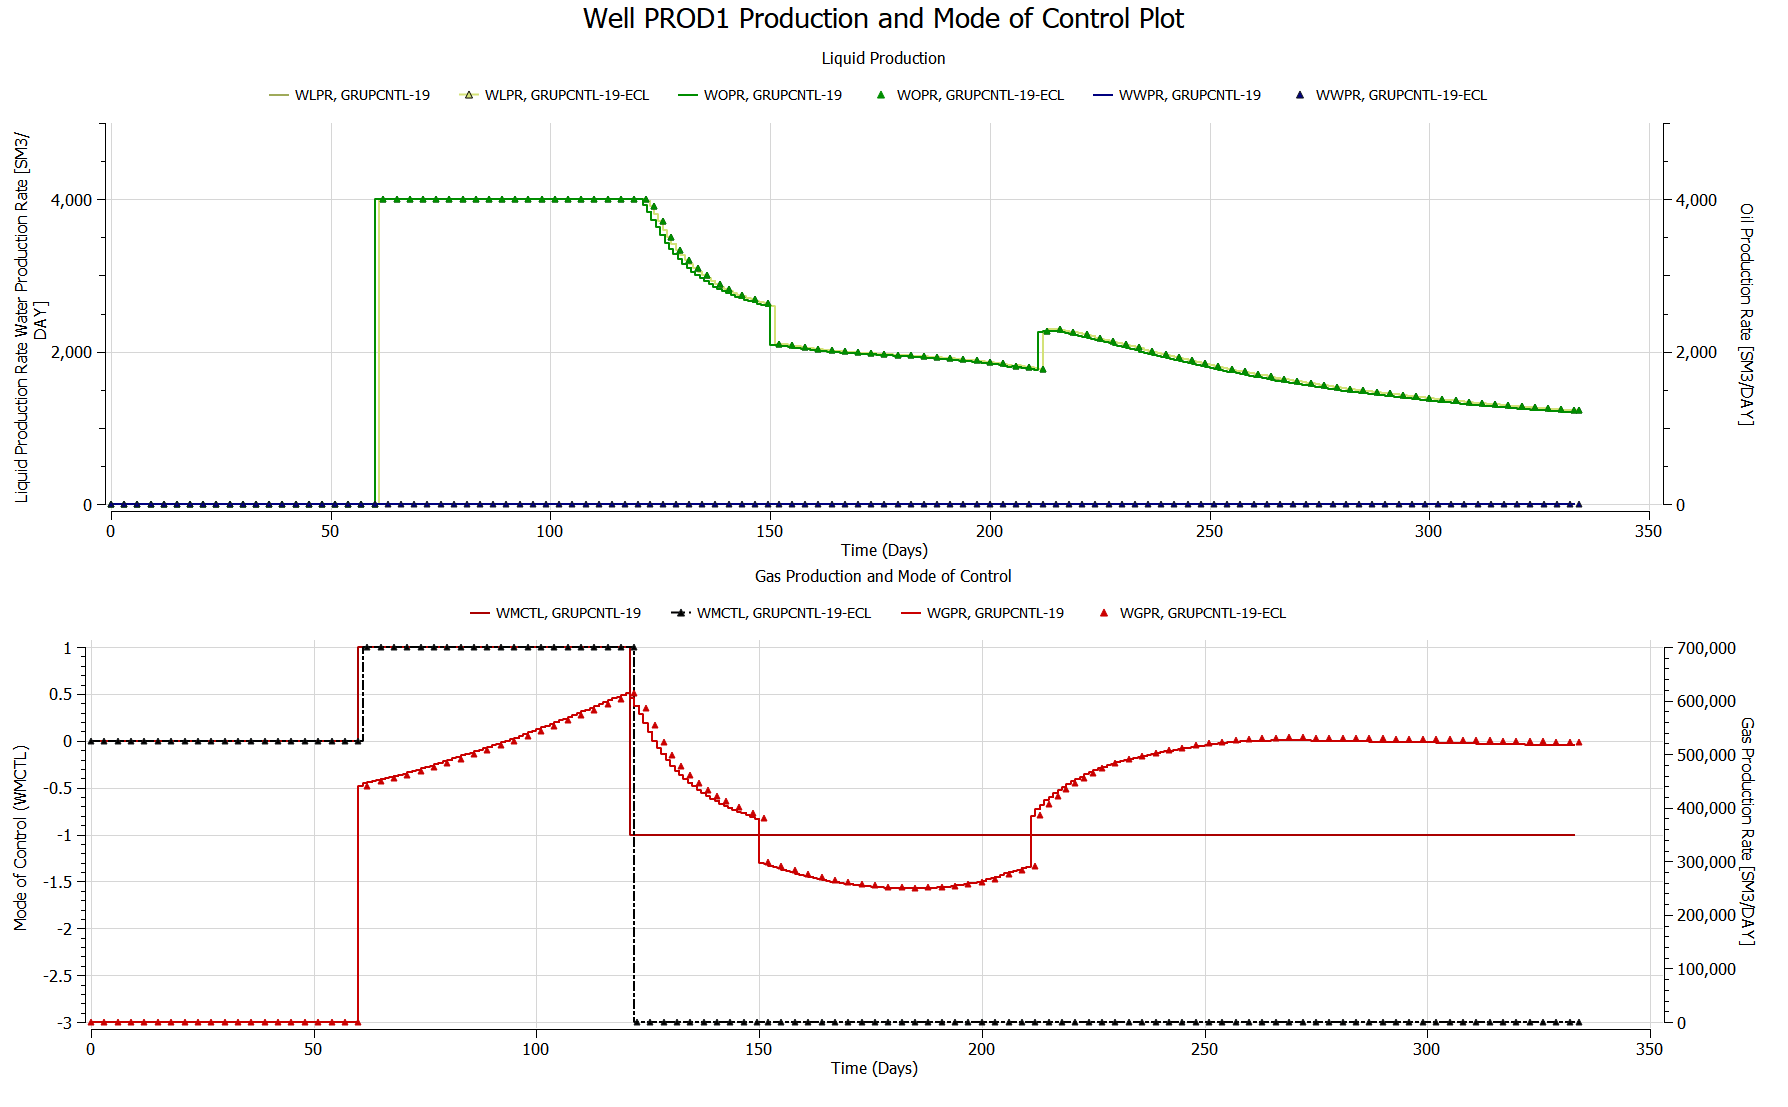 Well PROD1 Production and Mode of Control Plot
Liquid Production
WLPR, GRUPCNTL-19 WLPR, GRUPCNTL-19-ECL WOPR, GRUPCNTL-19 WOPR, GRUPCNTL-19-ECL WWPR, GRUPCNTL-19 WWPR, GRUPCNTL-19-ECL
Liquid Production Rate Water Production Rate [SM3/
DAY]
4,000
2,000
0
4,000
2,000
0
Oil Production Rate [SM3/DAY]
0 50 100 150 200 250 300 350
Time (Days)
Gas Production and Mode of Control
WMCTL, GRUPCNTL-19 WMCTL, GRUPCNTL-19-ECL WGPR, GRUPCNTL-19 WGPR, GRUPCNTL-19-ECL
Mode of Control (WMCTL)
1
0.5
0
-0.5
-1
-1.5
-2
-2.5
-3
700,000
600,000
500,000
400,000
300,000
200,000
100,000
0
Gas Production Rate [SM3/DAY]
0 50 100 150 200 250 300 350
Time (Days)